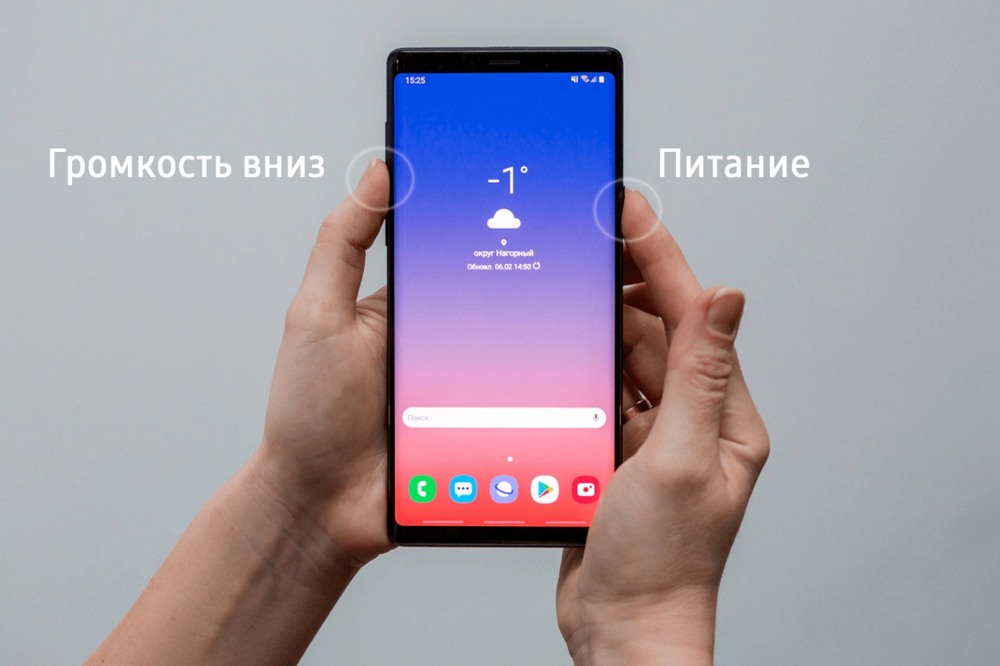 15:25
Громкость вниз
Питание
-1°
округ Нагорный
Обновл. 06.02 14:50
Поиск